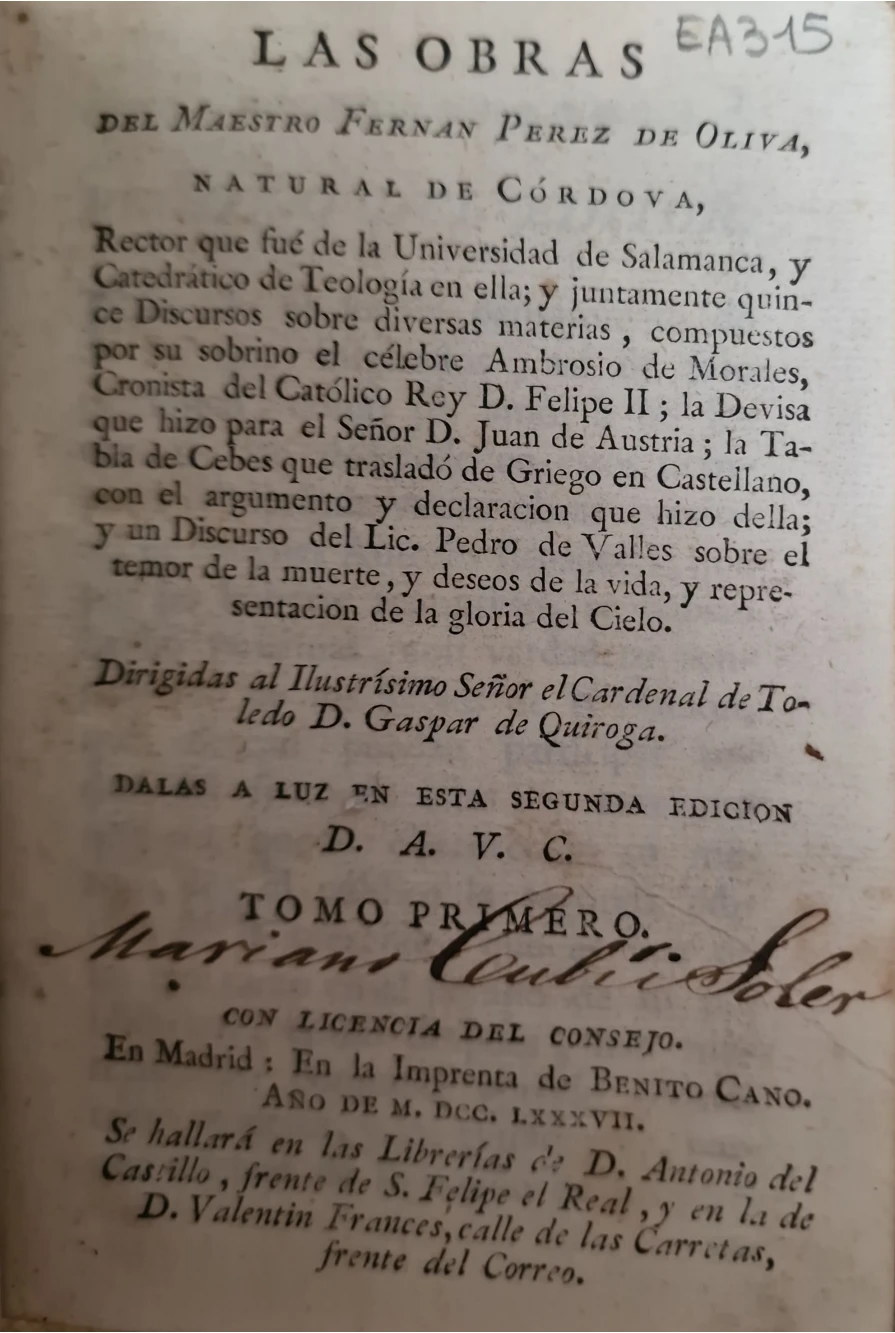 EA315
LAS OBRAS
DEL MAESTRO FERNAN PEREZ DE OLIVA,
NATURAL DE CÓRDOVA,
Rector que fué de la Universidad de Salamanca, y
Catedrático de Teología en ella; y juntamente quin-
ce Discursos sobre diversas materias, compuestos
por su sobrino el célebre Ambrosio de Morales,
Cronista del Católico Rey D. Felipe II; la Devisa
que hizo para el Señor D. Juan de Austria; la Ta-
bla de Cebes que trasladó de Griego en Castellano,
con el argumento y declaracion que hizo della;
y un Discurso del Lic. Pedro de Valles sobre el
temor de la muerte, y deseos de la vida, y repre-
sentacion de la gloria del Cielo.
Dirigidas al Ilustrísimo Señor el Cardenal de To-
ledo D. Gaspar de Quiroga.
DALAS A LUZ EN ESTA SEGUNDA EDICION
D. A. V. C.
TOMO PRIMERO.
Mariano Cubí i Soler
CON LICENCIA DEL CONSEJO.
En Madrid: En la Imprenta de BENITO CANO.
AÑO DE M. DCC. LXXXVII.
Se hallará en las Librerías de D. Antonio del
Castillo, frente de S. Felipe el Real, y en la de
D. Valentin Frances, calle de las Carretas,
frente del Correo.